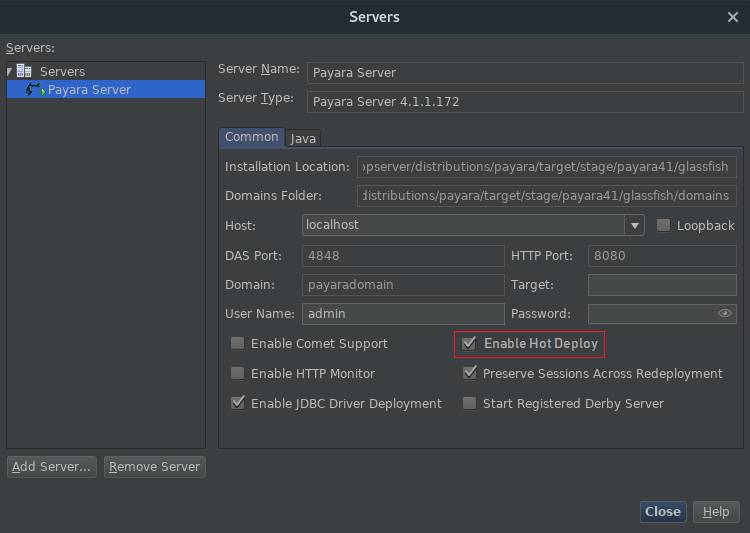 Servers
Servers:
Servers
Payara Server
Server Name: Payara Server
Server Type: Payara Server 4.1.1.172
Common Java
Installation Location: ppserver/distributions/payara/target/stage/payara41/glassfish
Domains Folder: distributions/payara/target/stage/payara41/glassfish/domains
Host: localhost Loopback
DAS Port: 4848 HTTP Port: 8080
Domain: payaradomain Target:
User Name: admin Password:
Enable Comet Support Enable Hot Deploy
Enable HTTP Monitor Preserve Sessions Across Redeployment
Enable JDBC Driver Deployment Start Registered Derby Server
Add Server... Remove Server
Close Help